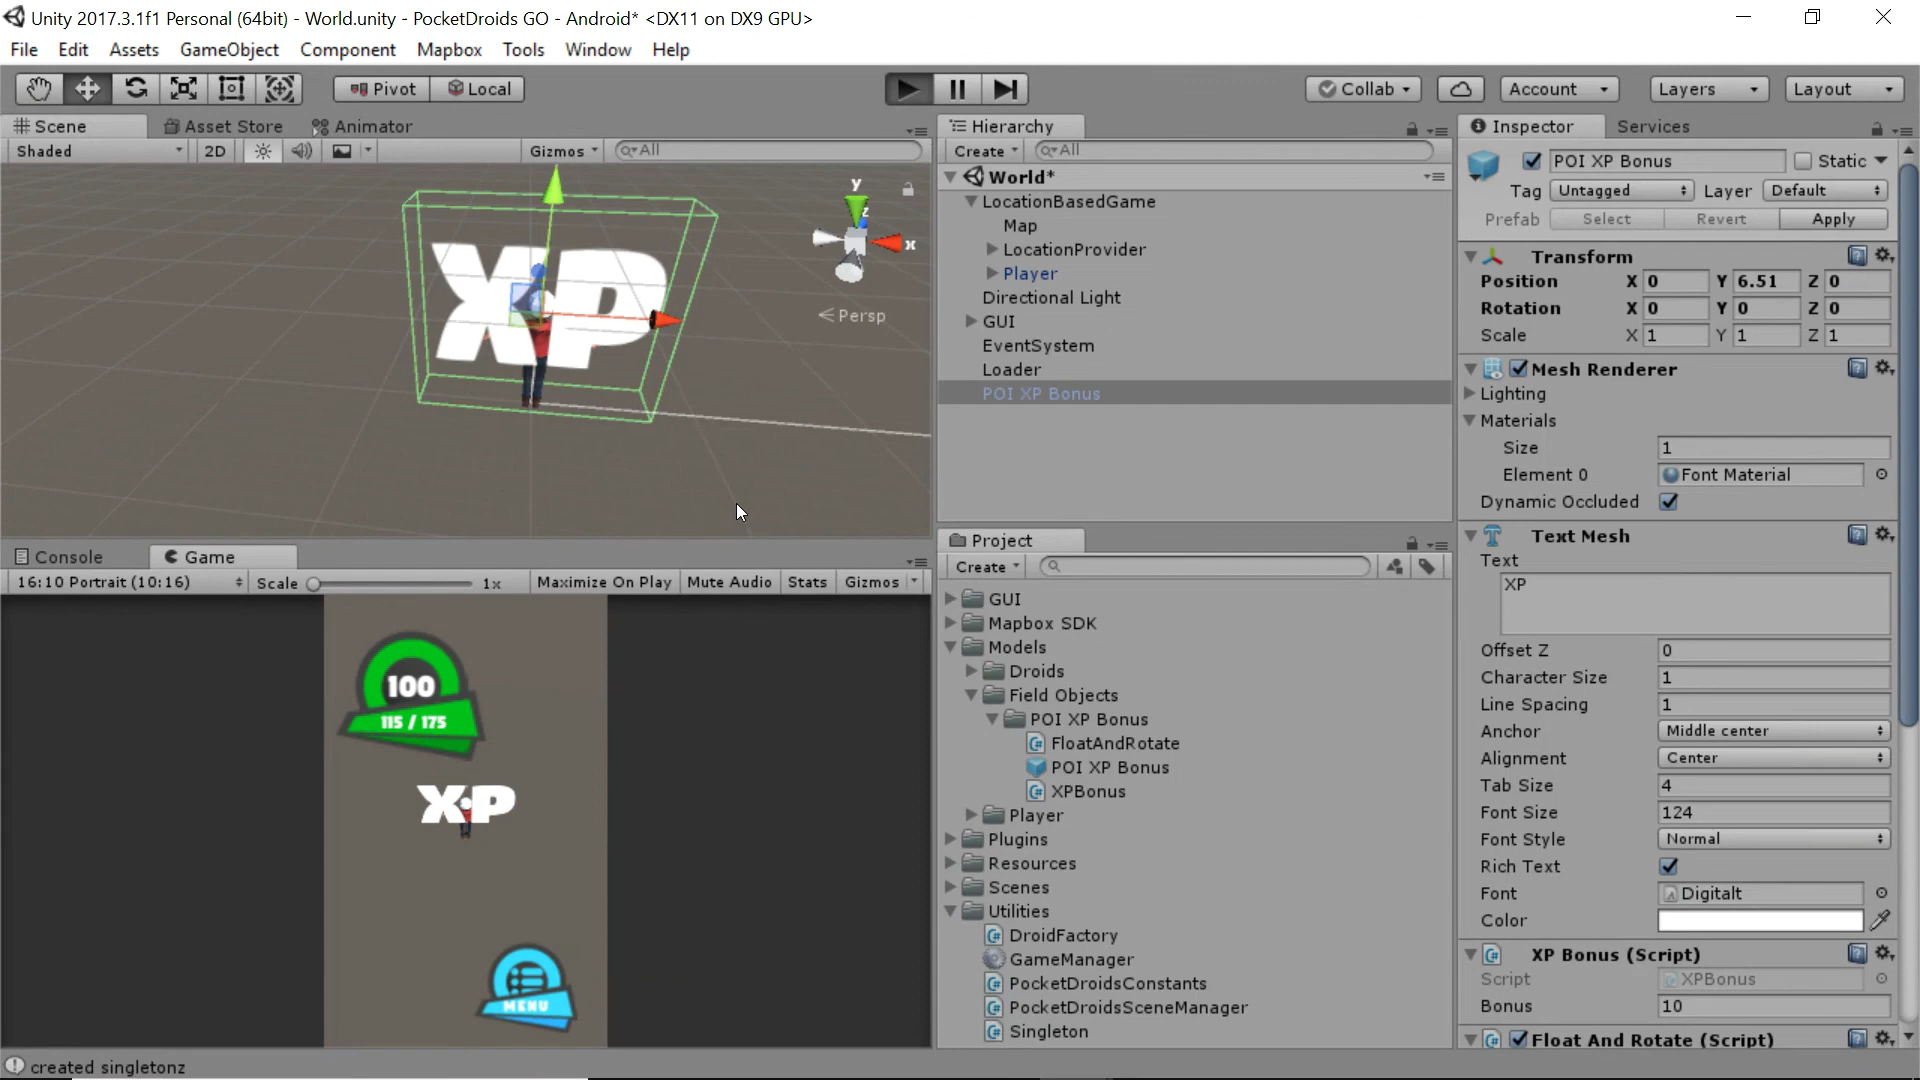 Unity 2017.3.1f1 Personal (64bit) - World.unity - PocketDroids GO - Android* <DX11 on DX9 GPU>
File Edit Assets GameObject Component Mapbox Tools Window Help
Pivot Local Collab Account Layers Layout
Scene Asset Store Animator
Shaded 2D Gizmos All
y
z
x
Persp
XP
Console Game
16:10 Portrait (10:16) Scale 1x Maximize On Play Mute Audio Stats Gizmos
100
115 / 175
XP
MENU
created singletonz
Hierarchy
Create All
World*
LocationBasedGame
Map
LocationProvider
Player
Directional Light
GUI
EventSystem
Loader
POI XP Bonus
Project
Create
GUI
Mapbox SDK
Models
Droids
Field Objects
POI XP Bonus
FloatAndRotate
POI XP Bonus
XPBonus
Player
Plugins
Resources
Scenes
Utilities
DroidFactory
GameManager
PocketDroidsConstants
PocketDroidsSceneManager
Singleton
Inspector Services
POI XP Bonus Static
Tag Untagged Layer Default
Prefab Select Revert Apply
Transform
Position X 0 Y 6.51 Z 0
Rotation X 0 Y 0 Z 0
Scale X 1 Y 1 Z 1
Mesh Renderer
Lighting
Materials
Size 1
Element 0 Font Material
Dynamic Occluded
Text Mesh
Text
XP
Offset Z 0
Character Size 1
Line Spacing 1
Anchor Middle center
Alignment Center
Tab Size 4
Font Size 124
Font Style Normal
Rich Text
Font Digitalt
Color
XP Bonus (Script)
Script XPBonus
Bonus 10
Float And Rotate (Script)